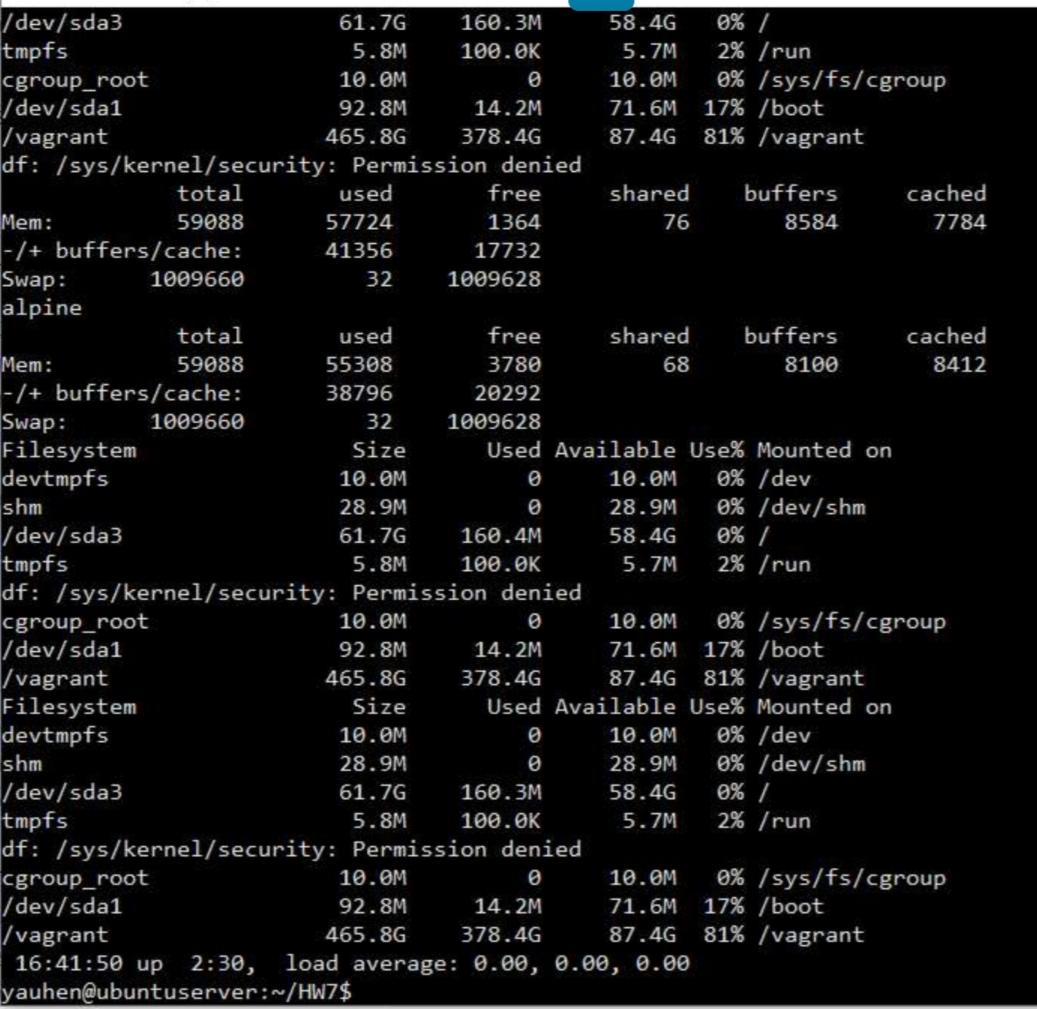 /dev/sda3                61.7G    160.3M     58.4G   0% /
tmpfs                     5.8M    100.0K      5.7M   2% /run
cgroup_root              10.0M         0     10.0M   0% /sys/fs/cgroup
/dev/sda1                92.8M     14.2M     71.6M  17% /boot
/vagrant                465.8G    378.4G     87.4G  81% /vagrant
df: /sys/kernel/security: Permission denied
             total       used       free     shared    buffers     cached
Mem:         59088      57724       1364         76       8584       7784
-/+ buffers/cache:      41356      17732
Swap:      1009660         32    1009628
alpine
             total       used       free     shared    buffers     cached
Mem:         59088      55308       3780         68       8100       8412
-/+ buffers/cache:      38796      20292
Swap:      1009660         32    1009628
Filesystem                Size      Used Available Use% Mounted on
devtmpfs                 10.0M         0     10.0M   0% /dev
shm                      28.9M         0     28.9M   0% /dev/shm
/dev/sda3                61.7G    160.4M     58.4G   0% /
tmpfs                     5.8M    100.0K      5.7M   2% /run
df: /sys/kernel/security: Permission denied
cgroup_root              10.0M         0     10.0M   0% /sys/fs/cgroup
/dev/sda1                92.8M     14.2M     71.6M  17% /boot
/vagrant                465.8G    378.4G     87.4G  81% /vagrant
Filesystem                Size      Used Available Use% Mounted on
devtmpfs                 10.0M         0     10.0M   0% /dev
shm                      28.9M         0     28.9M   0% /dev/shm
/dev/sda3                61.7G    160.3M     58.4G   0% /
tmpfs                     5.8M    100.0K      5.7M   2% /run
df: /sys/kernel/security: Permission denied
cgroup_root              10.0M         0     10.0M   0% /sys/fs/cgroup
/dev/sda1                92.8M     14.2M     71.6M  17% /boot
/vagrant                465.8G    378.4G     87.4G  81% /vagrant
 16:41:50 up  2:30,  load average: 0.00, 0.00, 0.00
yauhen@ubuntuserver:~/HW7$